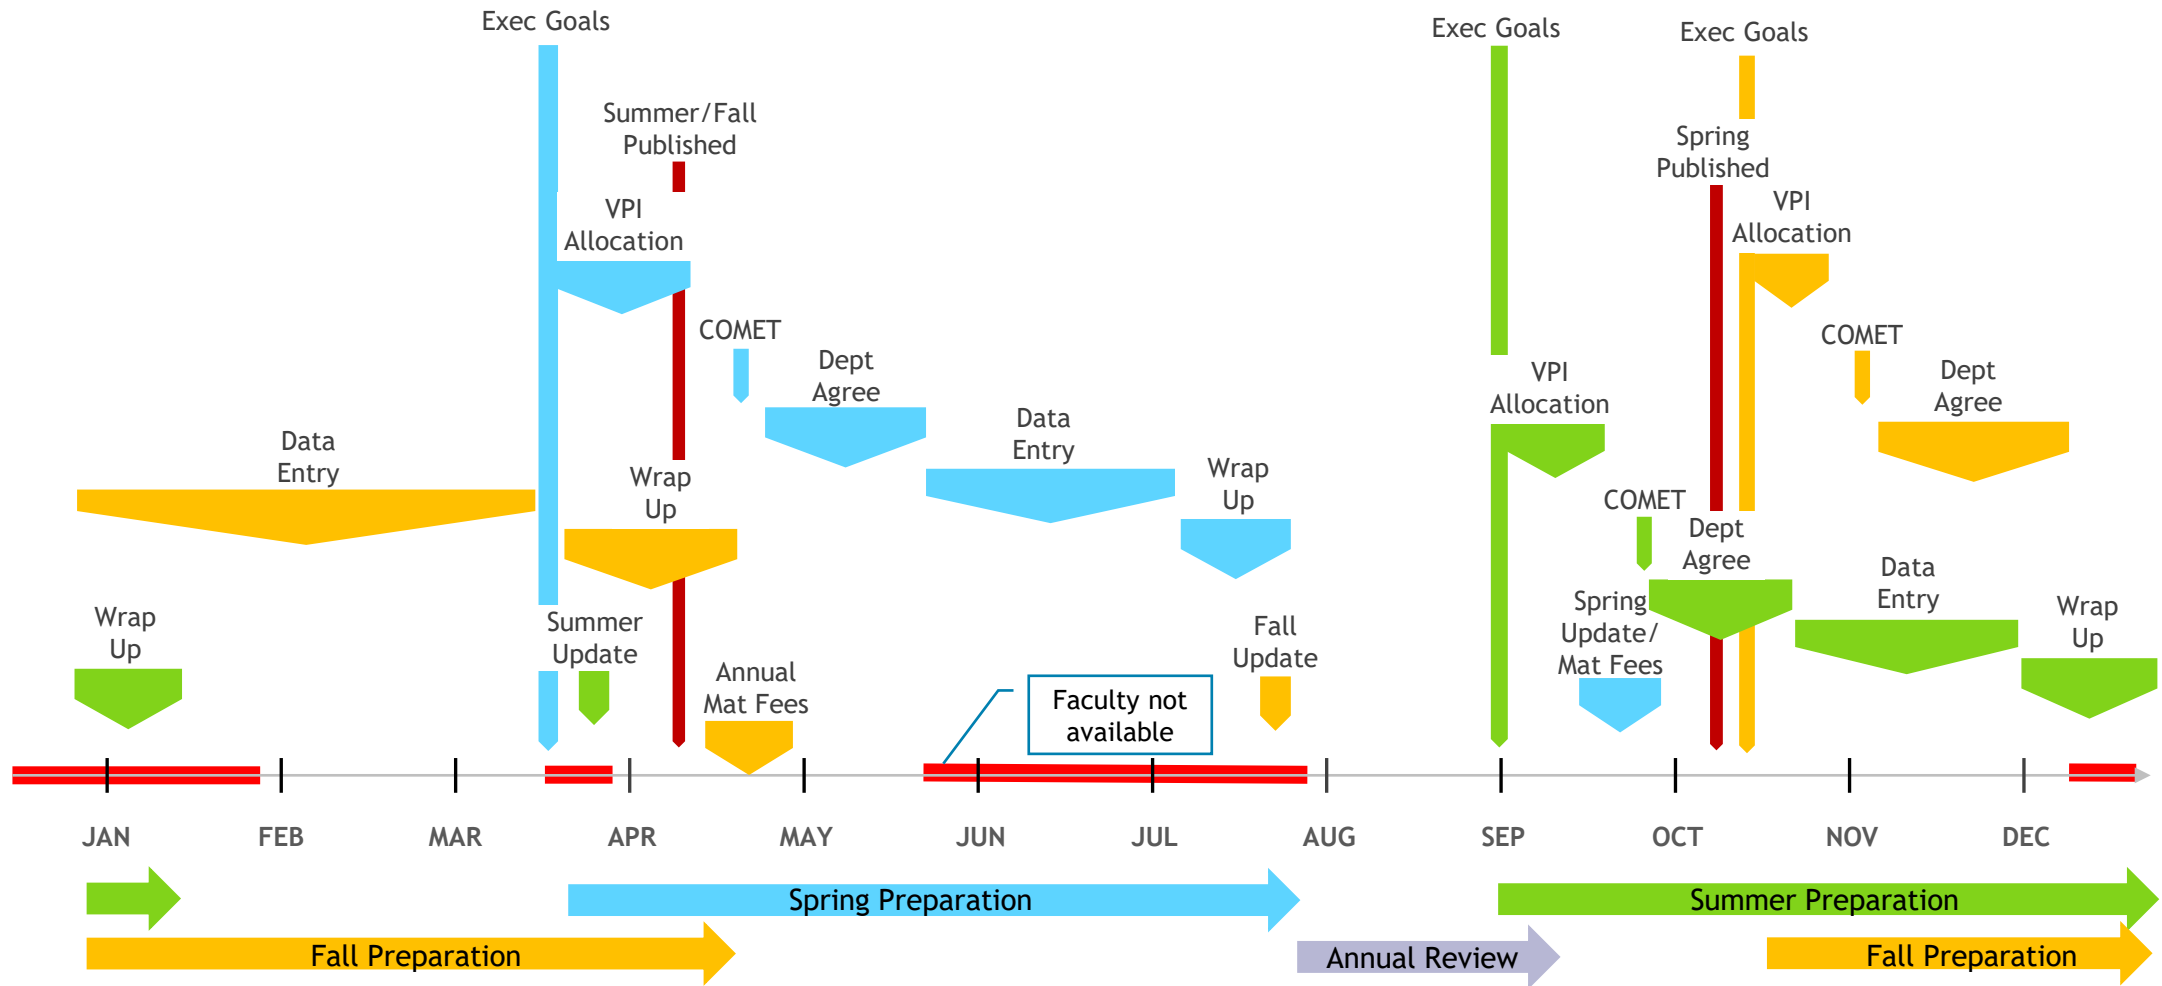 Exec Goals
Exec Goals
Exec Goals
Summer/Fall
Published
Spring
Published
VPI
Allocation
VPI
Allocation
COMET
COMET
Dept
Agree
VPI
Allocation
Dept
Agree
Data
Entry
Data
Entry
Wrap
Up
Wrap
Up
COMET
Dept
Agree
Data
Entry
Spring
Update/
Mat Fees
Wrap
Up
Wrap
Up
Summer
Update
Fall
Update
Annual
Mat Fees
Faculty not
available
JAN FEB MAR APR MAY JUN JUL AUG SEP OCT NOV DEC
Spring Preparation
Summer Preparation
Fall Preparation
Annual Review
Fall Preparation